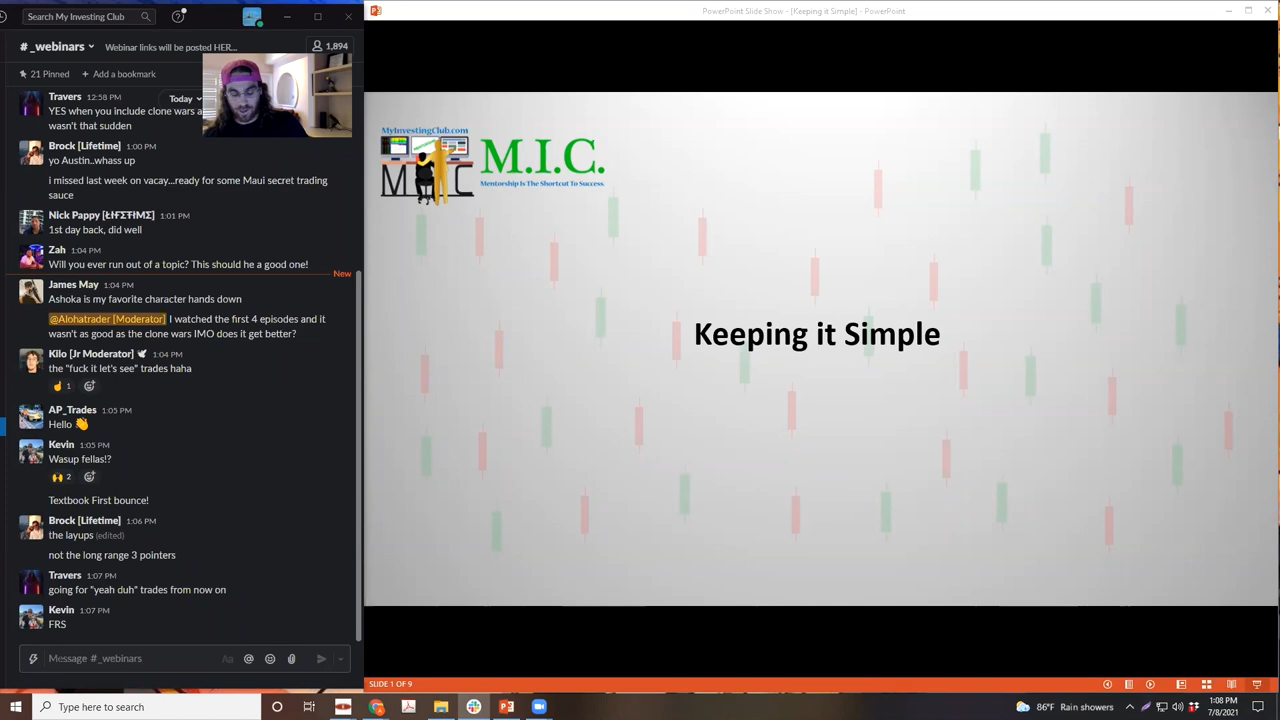 Search My Investing Club
PowerPoint Slide Show - [Keeping it Simple] - PowerPoint
#_webinars
Webinar links will be posted HER...
1,894
21 Pinned
+ Add a bookmark
Today
Travers 12:58 PM
YES when you include clone wars a
wasn't that sudden
Brock [Lifetime] 1:00 PM
yo Austin..whass up
i missed last week on vacay...ready for some Maui secret trading
sauce
Nick Pappy [ŁƗFΣŦƗMΣ] 1:01 PM
1st day back, did well
Zah 1:04 PM
Will you ever run out of a topic? This should he a good one!
New
James May 1:04 PM
Ashoka is my favorite character hands down
@Alohatrader [Moderator] I watched the first 4 episodes and it
wasn't as good as the clone wars IMO does it get better?
Kilo [Jr Moderator] 1:04 PM
the "fuck it let's see" trades haha
1
AP_Trades 1:05 PM
Hello
Kevin 1:05 PM
Wasup fellas!?
2
Textbook First bounce!
Brock [Lifetime] 1:06 PM
the layups (edited)
not the long range 3 pointers
Travers 1:07 PM
going for "yeah duh" trades from now on
Kevin 1:07 PM
FRS
Message #_webinars
Aa
MyInvestingClub.com
M I C
M.I.C.
Mentorship Is The Shortcut To Success.
Keeping it Simple
SLIDE 1 OF 9
Type here to search
86°F Rain showers
1:08 PM
7/8/2021